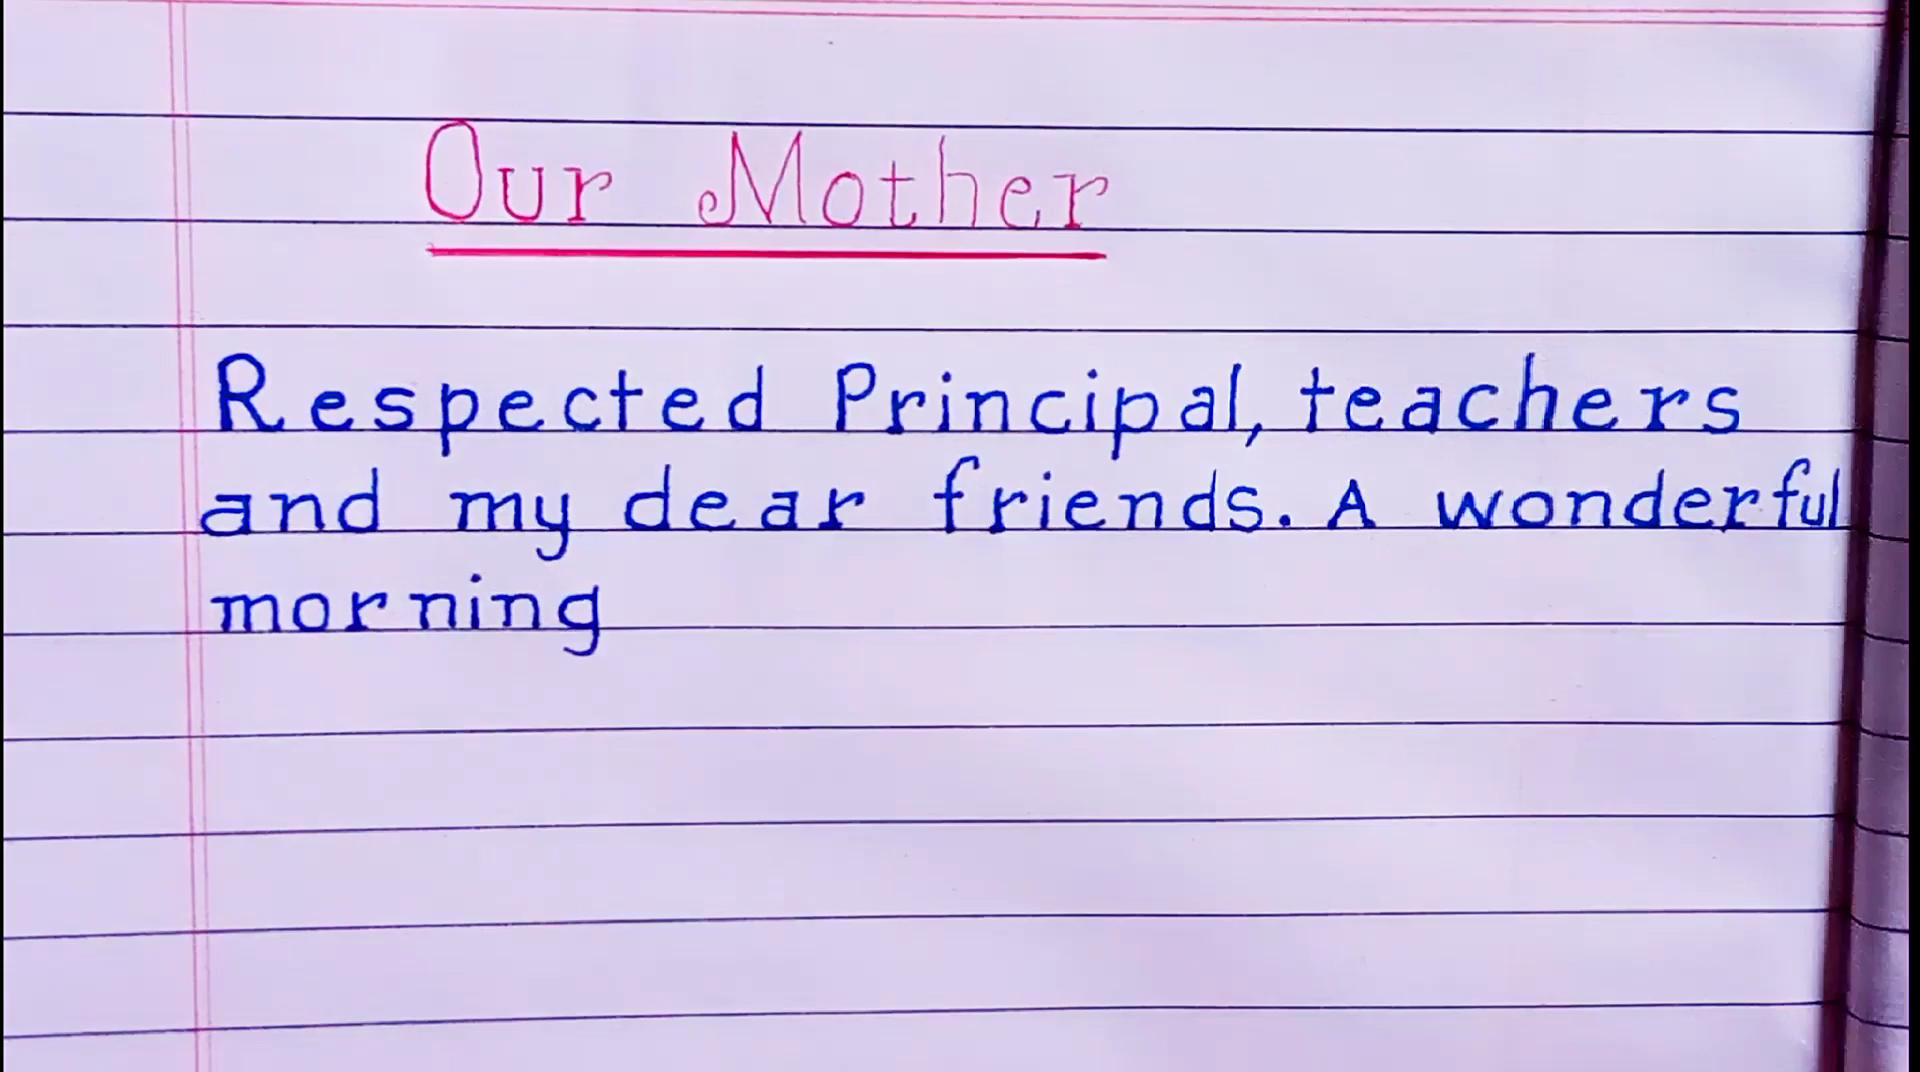 Our Mother
Respected Principal, teachers
and my dear friends. A wonderful
morning